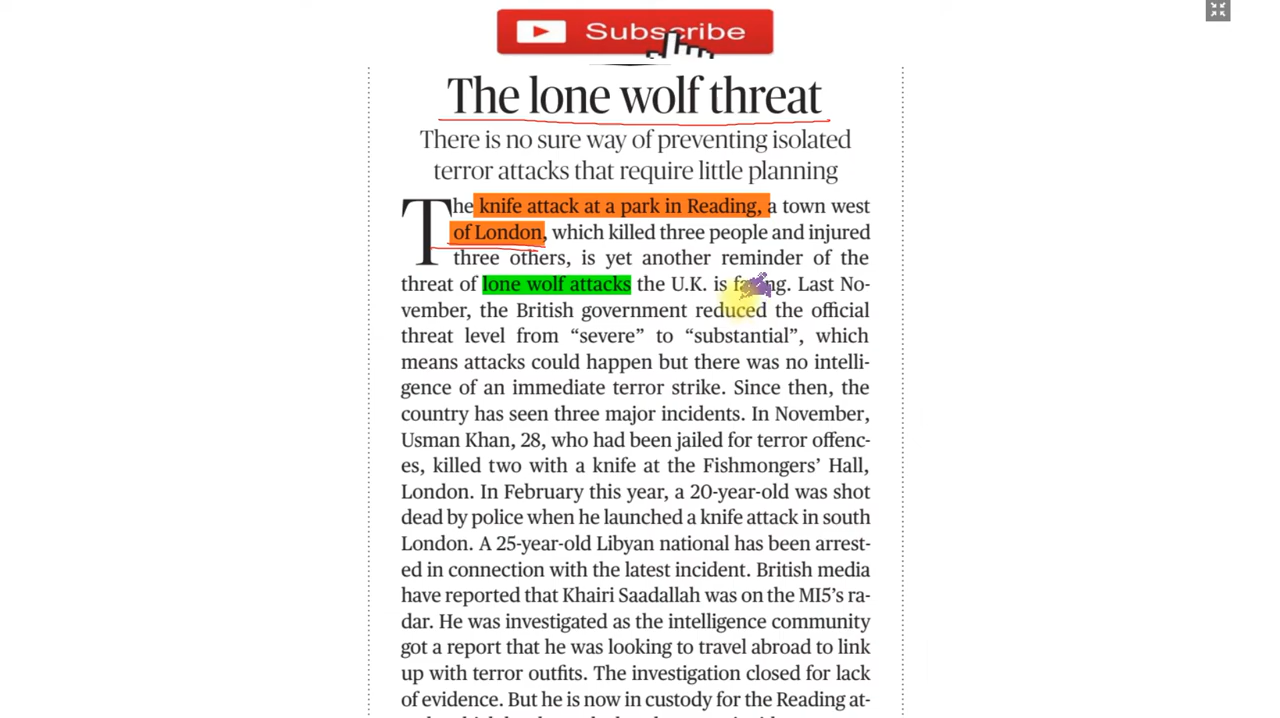 Subscribe
The lone wolf threat
There is no sure way of preventing isolated
terror attacks that require little planning
The knife attack at a park in Reading, a town west
of London, which killed three people and injured
three others, is yet another reminder of the
threat of lone wolf attacks the U.K. is facing. Last No-
vember, the British government reduced the official
threat level from “severe” to “substantial”, which
means attacks could happen but there was no intelli-
gence of an immediate terror strike. Since then, the
country has seen three major incidents. In November,
Usman Khan, 28, who had been jailed for terror offenc-
es, killed two with a knife at the Fishmongers’ Hall,
London. In February this year, a 20-year-old was shot
dead by police when he launched a knife attack in south
London. A 25-year-old Libyan national has been arrest-
ed in connection with the latest incident. British media
have reported that Khairi Saadallah was on the MI5’s ra-
dar. He was investigated as the intelligence community
got a report that he was looking to travel abroad to link
up with terror outfits. The investigation closed for lack
of evidence. But he is now in custody for the Reading at-